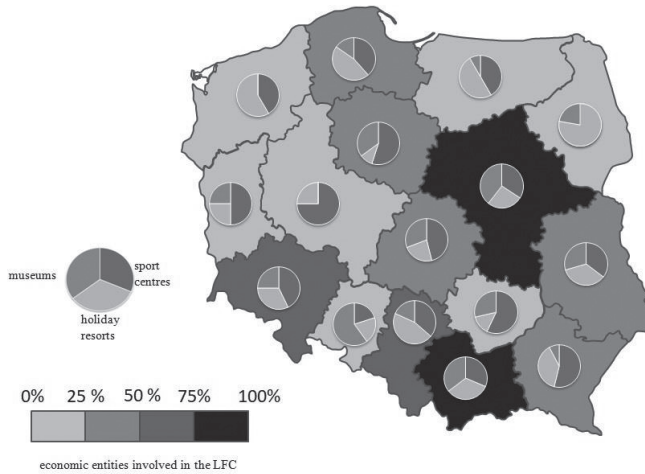 museums
sport
centres
holiday
resorts
0% 25 % 50 % 75% 100%
economic entities involved in the LFC